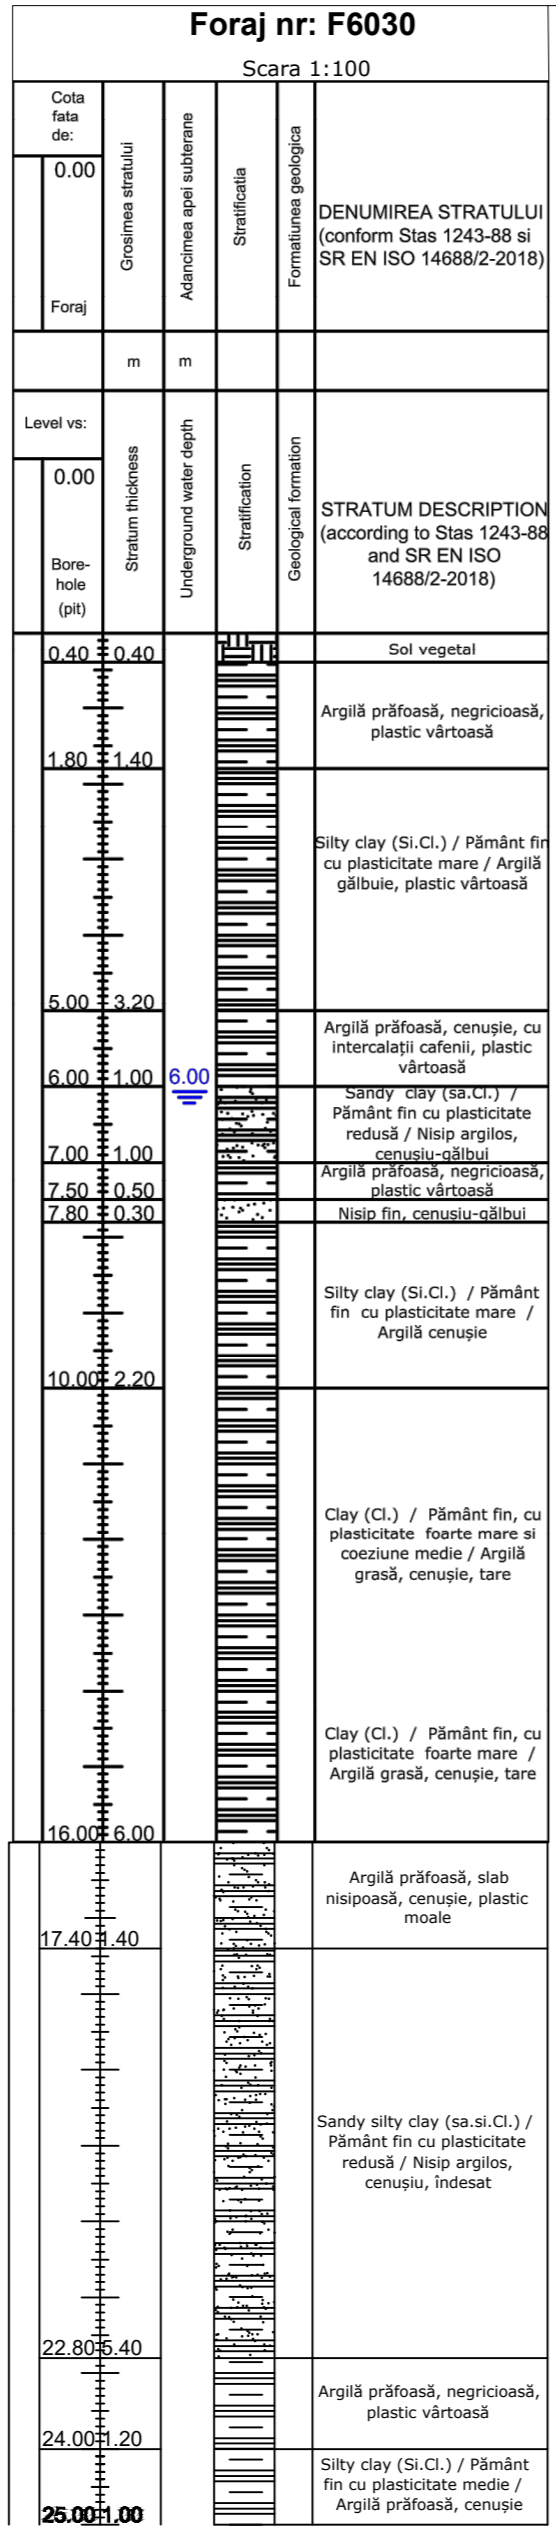 Foraj nr: F6030
Scara 1:100
Cota
fata
de:
0.00
Foraj
Grosimea stratului
Adancimea apei subterane
Stratificatia
Formatiunea geologica
DENUMIREA STRATULUI
(conform Stas 1243-88 si
SR EN ISO 14688/2-2018)
m
m
Level vs:
0.00
Bore-
hole
(pit)
Stratum thickness
Underground water depth
Stratification
Geological formation
STRATUM DESCRIPTION
(according to Stas 1243-88
and SR EN ISO
14688/2-2018)
0.40 0.40
Sol vegetal
Argilă prăfoasă, negricioasă,
plastic vârtoasă
1.80 1.40
Silty clay (Si.Cl.) / Pământ fin
cu plasticitate mare / Argilă
gălbuie, plastic vârtoasă
5.00 3.20
Argilă prăfoasă, cenușie, cu
intercalații cafenii, plastic
vârtoasă
6.00 1.00 6.00
Sandy clay (sa.Cl.) /
Pământ fin cu plasticitate
redusă / Nisip argilos,
cenușiu-gălbui
7.00 1.00
Argilă prăfoasă, negricioasă,
plastic vârtoasă
7.50 0.50
7.80 0.30
Nisip fin, cenusiu-gălbui
Silty clay (Si.Cl.) / Pământ
fin cu plasticitate mare /
Argilă cenușie
10.00 2.20
Clay (Cl.) / Pământ fin, cu
plasticitate foarte mare si
coeziune medie / Argilă
grasă, cenușie, tare
Clay (Cl.) / Pământ fin, cu
plasticitate foarte mare /
Argilă grasă, cenușie, tare
16.00 6.00
Argilă prăfoasă, slab
nisipoasă, cenușie, plastic
moale
17.40 1.40
Sandy silty clay (sa.si.Cl.) /
Pământ fin cu plasticitate
redusă / Nisip argilos,
cenușiu, îndesat
22.80 5.40
Argilă prăfoasă, negricioasă,
plastic vârtoasă
24.00 1.20
Silty clay (Si.Cl.) / Pământ
fin cu plasticitate medie /
Argilă prăfoasă, cenușie
25.00 1.00